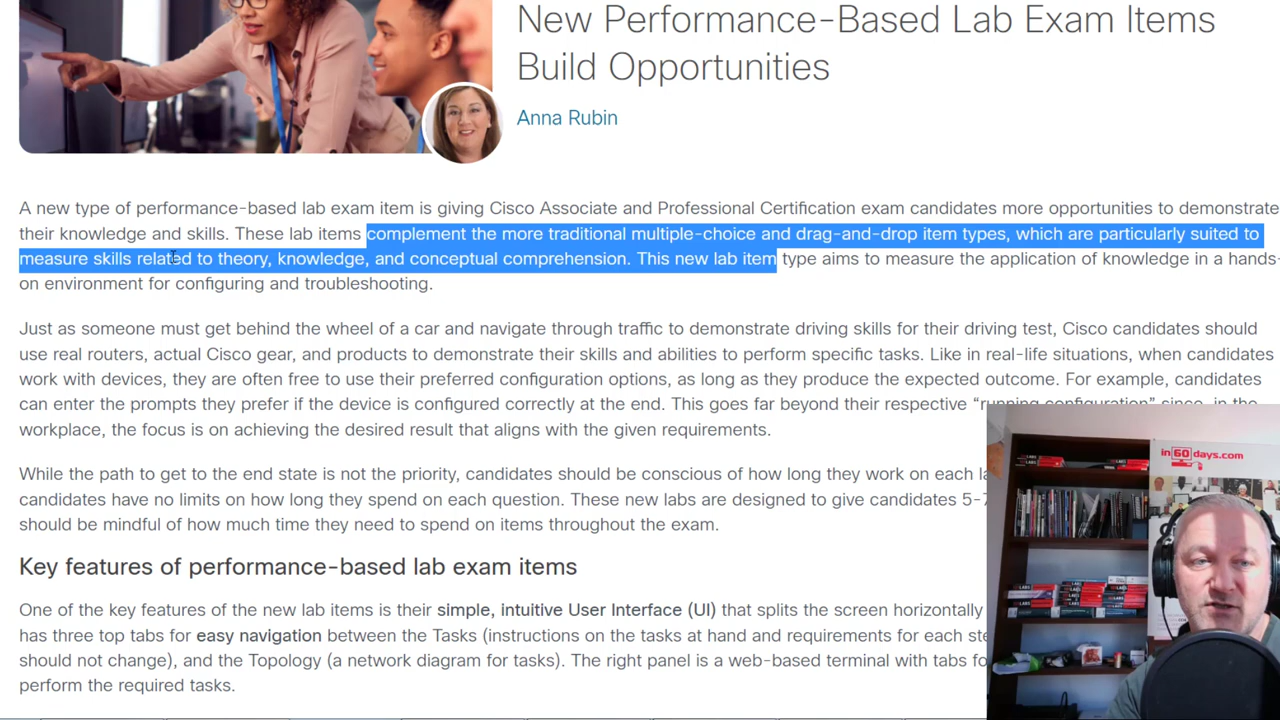 New Performance-Based Lab Exam Items
Build Opportunities
Anna Rubin
A new type of performance-based lab exam item is giving Cisco Associate and Professional Certification exam candidates more opportunities to demonstrate
their knowledge and skills. These lab items complement the more traditional multiple-choice and drag-and-drop item types, which are particularly suited to
measure skills related to theory, knowledge, and conceptual comprehension. This new lab item type aims to measure the application of knowledge in a hands-
on environment for configuring and troubleshooting.
Just as someone must get behind the wheel of a car and navigate through traffic to demonstrate driving skills for their driving test, Cisco candidates should
use real routers, actual Cisco gear, and products to demonstrate their skills and abilities to perform specific tasks. Like in real-life situations, when candidates
work with devices, they are often free to use their preferred configuration options, as long as they produce the expected outcome. For example, candidates
can enter the prompts they prefer if the device is configured correctly at the end. This goes far beyond their respective “running configuration” since, in the
workplace, the focus is on achieving the desired result that aligns with the given requirements.
While the path to get to the end state is not the priority, candidates should be conscious of how long they work on each la
candidates have no limits on how long they spend on each question. These new labs are designed to give candidates 5-7
should be mindful of how much time they need to spend on items throughout the exam.
Key features of performance-based lab exam items
One of the key features of the new lab items is their simple, intuitive User Interface (UI) that splits the screen horizontally
has three top tabs for easy navigation between the Tasks (instructions on the tasks at hand and requirements for each ste
should not change), and the Topology (a network diagram for tasks). The right panel is a web-based terminal with tabs fo
perform the required tasks.
in60days.com